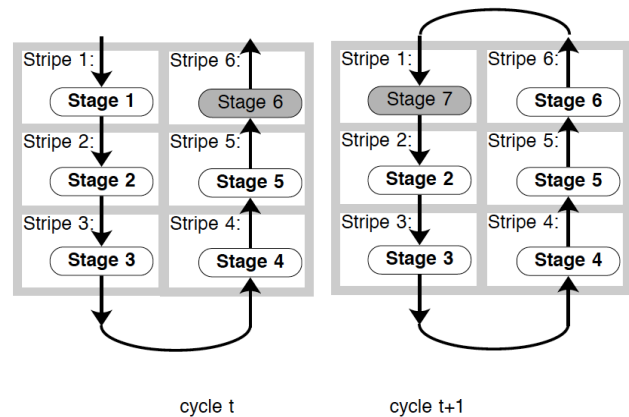 Stripe 1:
Stage 1
Stripe 2:
Stage 2
Stripe 3:
Stage 3
Stripe 6:
Stage 6
Stripe 5:
Stage 5
Stripe 4:
Stage 4
cycle t
Stripe 1:
Stage 7
Stripe 2:
Stage 2
Stripe 3:
Stage 3
Stripe 6:
Stage 6
Stripe 5:
Stage 5
Stripe 4:
Stage 4
cycle t+1